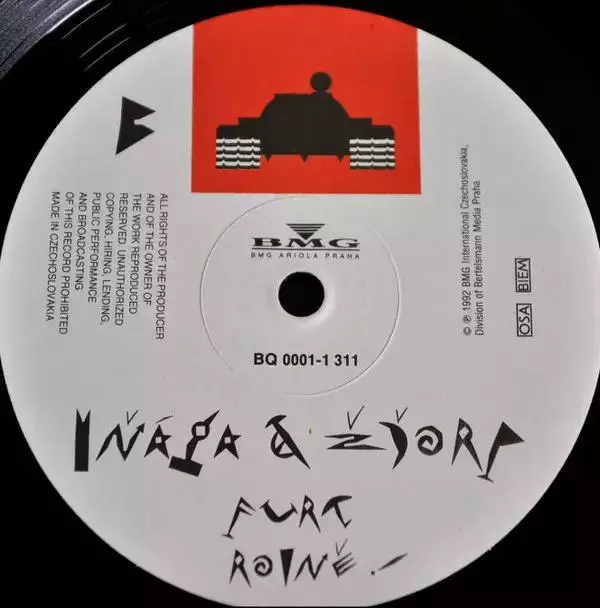 BMG
BMG ARIOLA PRAHA
BQ 0001-1 311
ALL RIGHTS OF THE PRODUCER
AND OF THE OWNER OF
THE WORK REPRODUCED
RESERVED. UNAUTHORIZED
COPYING, HIRING, LENDING,
PUBLIC PERFORMANCE
AND BROADCASTING
OF THIS RECORD PROHIBITED
MADE IN CZECHOSLOVAKIA
© ℗ 1992 BMG International Czechoslovakia,
Division of Bertelsmann Media Praha
OSA BIEM
MŇÁGA & ŽĎORP
FURT
ROVNĚ.